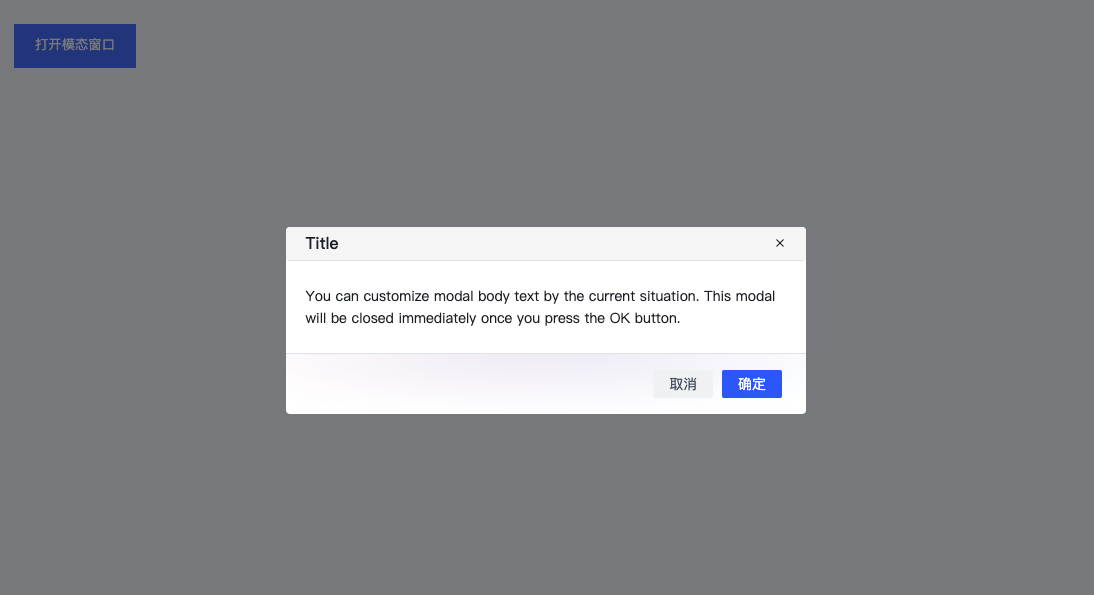 打开模态窗口
Title
You can customize modal body text by the current situation. This modal
will be closed immediately once you press the OK button.
取消 确定